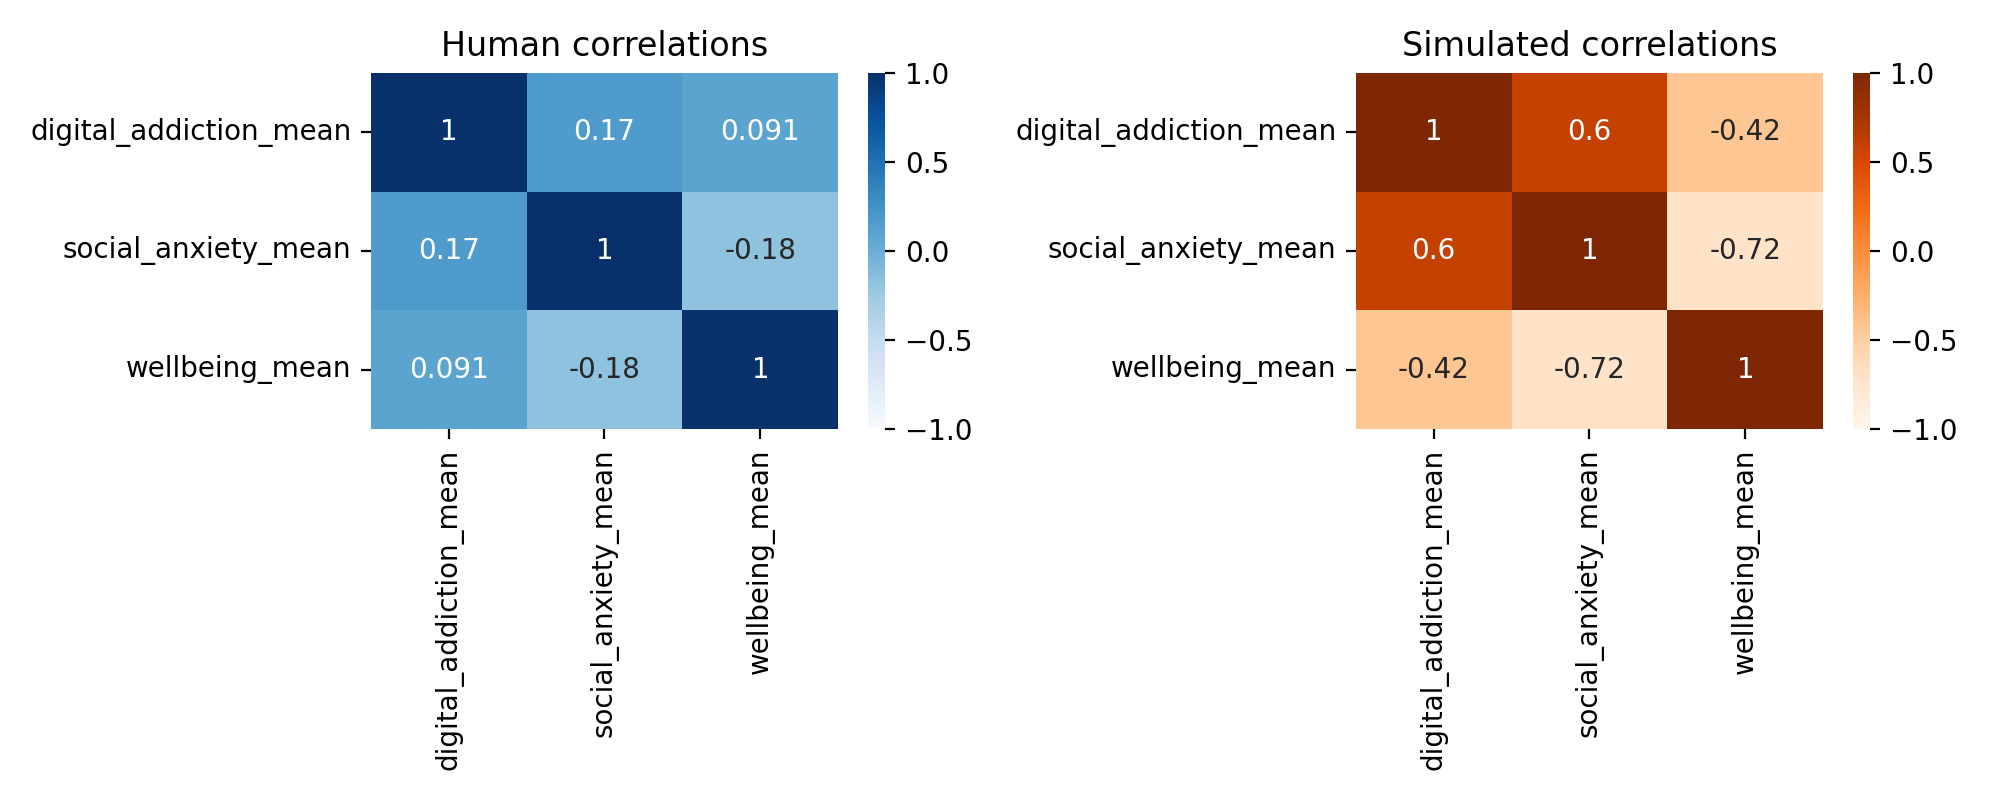 Human correlations
digital_addiction_mean 1 0.17 0.091
social_anxiety_mean 0.17 1 -0.18
wellbeing_mean 0.091 -0.18 1
digital_addiction_mean
social_anxiety_mean
wellbeing_mean
1.0
0.5
0.0
−0.5
−1.0
Simulated correlations
digital_addiction_mean 1 0.6 -0.42
social_anxiety_mean 0.6 1 -0.72
wellbeing_mean -0.42 -0.72 1
digital_addiction_mean
social_anxiety_mean
wellbeing_mean
1.0
0.5
0.0
−0.5
−1.0